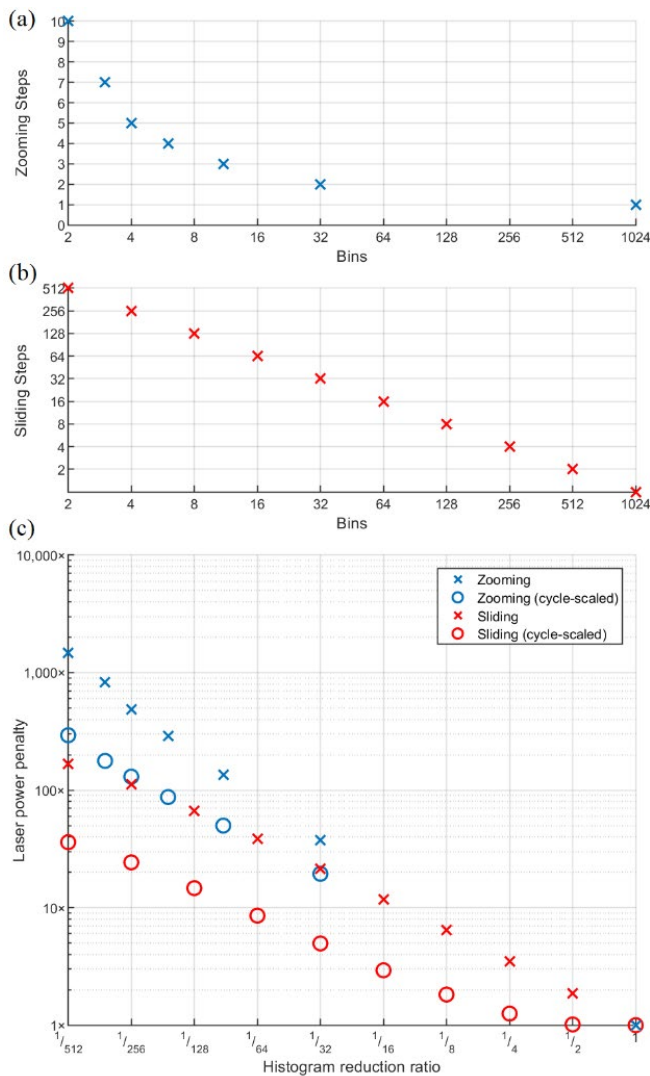 (a)
10
9
8
7
6
5
4
3
2
1
0
Zooming Steps
2 4 8 16 32 64 128 256 512 1024
Bins
(b)
512
256
128
64
32
16
8
4
2
Sliding Steps
2 4 8 16 32 64 128 256 512 1024
Bins
(c)
10,000×
1,000×
100×
10×
1×
Laser power penalty
Zooming
Zooming (cycle-scaled)
Sliding
Sliding (cycle-scaled)
1/512 1/256 1/128 1/64 1/32 1/16 1/8 1/4 1/2 1
Histogram reduction ratio